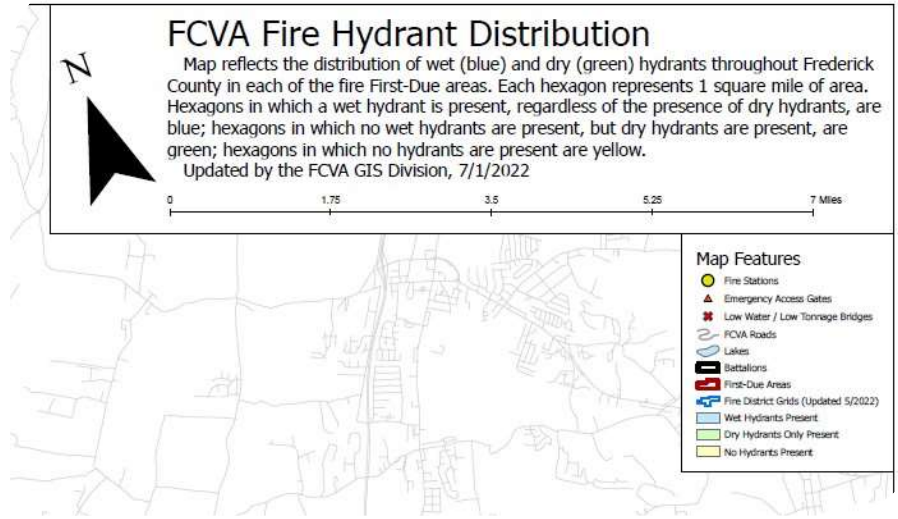 FCVA Fire Hydrant Distribution
Map reflects the distribution of wet (blue) and dry (green) hydrants throughout Frederick
County in each of the fire First-Due areas. Each hexagon represents 1 square mile of area.
Hexagons in which a wet hydrant is present, regardless of the presence of dry hydrants, are
blue; hexagons in which no wet hydrants are present, but dry hydrants are present, are
green; hexagons in which no hydrants are present are yellow.
Updated by the FCVA GIS Division, 7/1/2022
N
0 1.75 3.5 5.25 7 Miles
Map Features
Fire Stations
Emergency Access Gates
Low Water / Low Tonnage Bridges
FCVA Roads
Lakes
Battalions
First-Due Areas
Fire District Grids (Updated 5/2022)
Wet Hydrants Present
Dry Hydrants Only Present
No Hydrants Present